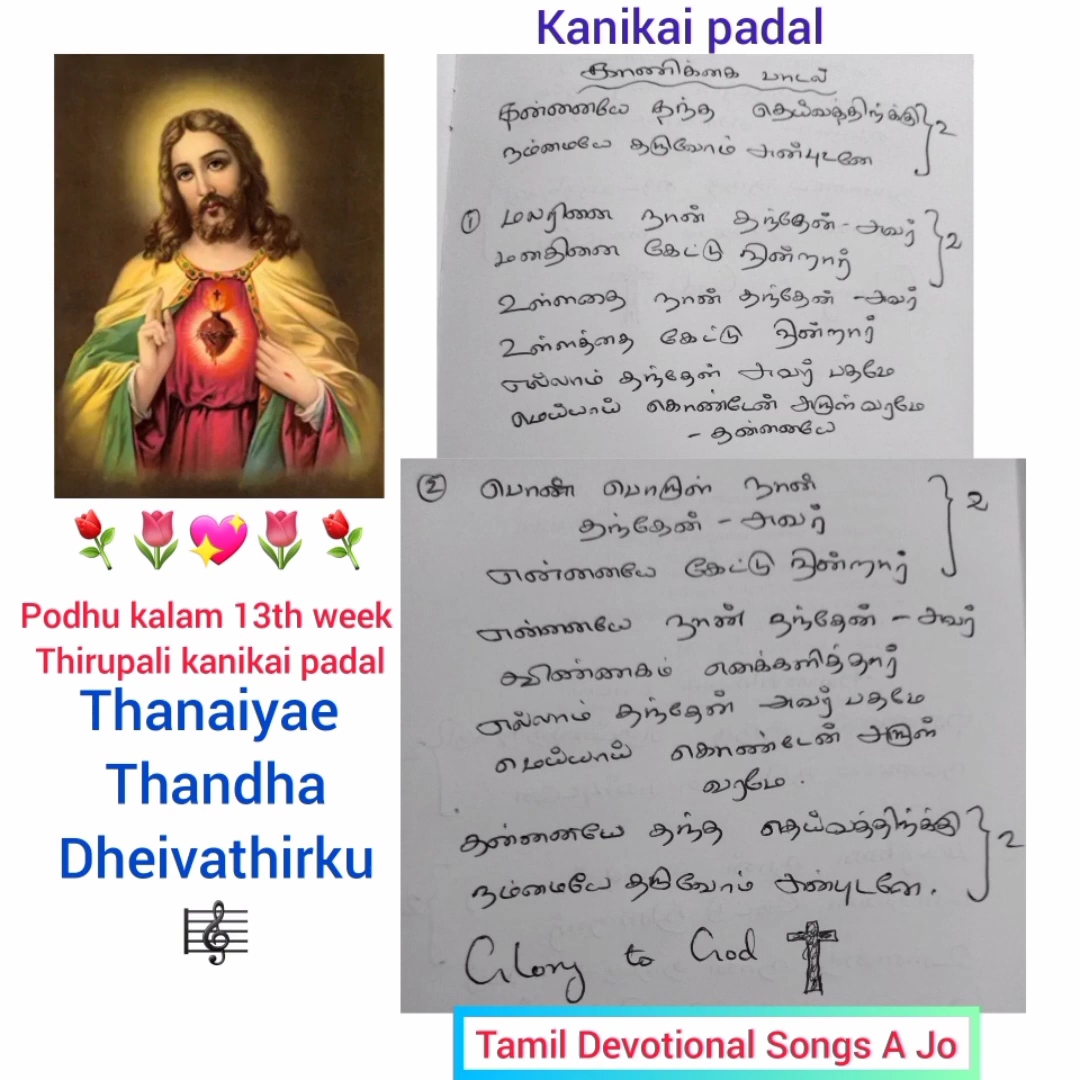 Kanikai padal
காணிக்கை பாடல்
தன்னையே தந்த தெய்வத்திற்க்கு } 2
நம்மையே தருவோம் அன்புடனே
① மலரினை நான் தந்தேன் - அவர் } 2
மனதினை கேட்டு நின்றார்
உள்ளதை நான் தந்தேன் - அவர்
உள்ளத்தை கேட்டு நின்றார்
எல்லாம் தந்தேன் அவர் பதமே
மெய்யாய் கொண்டேன் அருள் வரமே
- தன்னையே
② பொன் பொருள் நான் } 2
தந்தேன் - அவர்
என்னையே கேட்டு நின்றார்
என்னையே நான் தந்தேன் - அவர்
விண்ணகம் எனக்களித்தார்
எல்லாம் தந்தேன் அவர் பதமே
மெய்யாய் கொண்டேன் அருள்
வரமே.
தன்னையே தந்த தெய்வத்திற்க்கு } 2
நம்மையே தருவோம் அன்புடனே.
Glory to God
Podhu kalam 13th week
Thirupali kanikai padal
Thanaiyae
Thandha
Dheivathirku
Tamil Devotional Songs A Jo